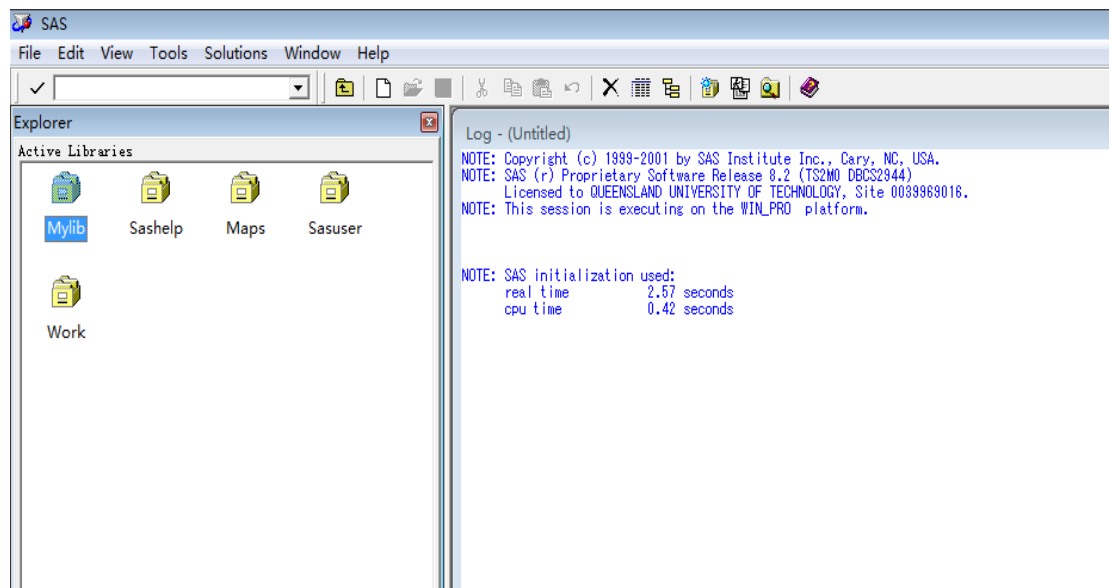 SAS
File Edit View Tools Solutions Window Help
Explorer
Active Libraries
Mylib Sashelp Maps Sasuser
Work
Log - (Untitled)
NOTE: Copyright (c) 1999-2001 by SAS Institute Inc., Cary, NC, USA.
NOTE: SAS (r) Proprietary Software Release 8.2 (TS2M0 DBCS2944)
Licensed to QUEENSLAND UNIVERSITY OF TECHNOLOGY, Site 0039969016.
NOTE: This session is executing on the WIN_PRO platform.
NOTE: SAS initialization used:
real time 2.57 seconds
cpu time 0.42 seconds